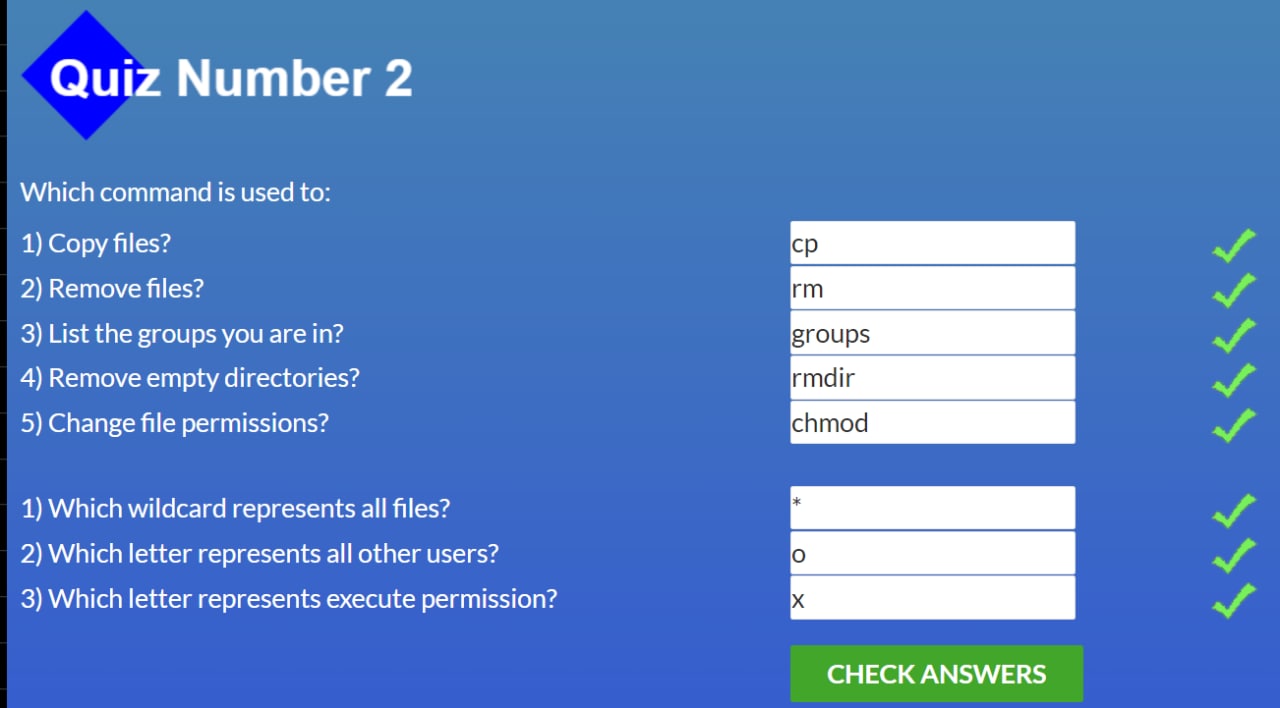 Quiz Number 2
Which command is used to:
1) Copy files? cp
2) Remove files? rm
3) List the groups you are in? groups
4) Remove empty directories? rmdir
5) Change file permissions? chmod
1) Which wildcard represents all files? *
2) Which letter represents all other users? o
3) Which letter represents execute permission? x
CHECK ANSWERS